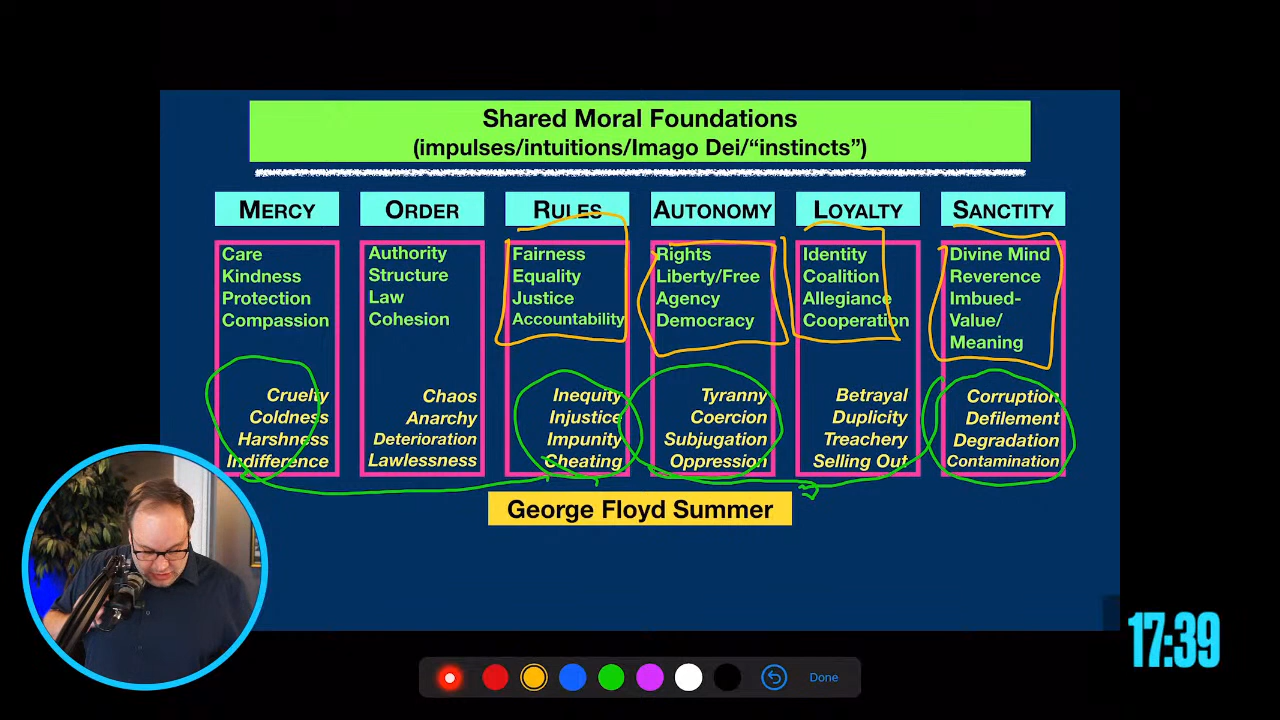 Shared Moral Foundations
(impulses/intuitions/Imago Dei/“instincts”)
MERCY
Care
Kindness
Protection
Compassion
Cruelty
Coldness
Harshness
Indifference
ORDER
Authority
Structure
Law
Cohesion
Chaos
Anarchy
Deterioration
Lawlessness
RULES
Fairness
Equality
Justice
Accountability
Inequity
Injustice
Impunity
Cheating
AUTONOMY
Rights
Liberty/Free
Agency
Democracy
Tyranny
Coercion
Subjugation
Oppression
LOYALTY
Identity
Coalition
Allegiance
Cooperation
Betrayal
Duplicity
Treachery
Selling Out
SANCTITY
Divine Mind
Reverence
Imbued-
Value/
Meaning
Corruption
Defilement
Degradation
Contamination
George Floyd Summer
17:39
Done